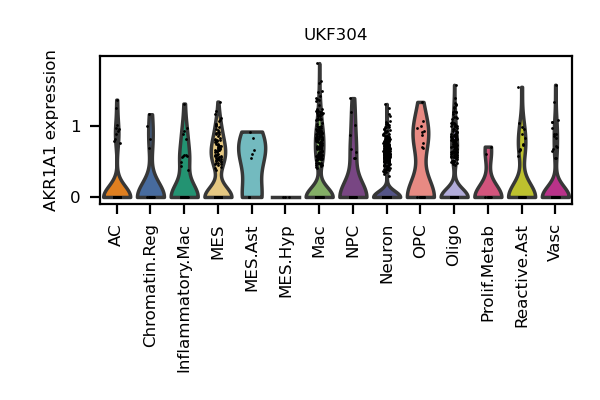 UKF304
AKR1A1 expression
1
0
AC
Chromatin.Reg
Inflammatory.Mac
MES
MES.Ast
MES.Hyp
Mac
NPC
Neuron
OPC
Oligo
Prolif.Metab
Reactive.Ast
Vasc